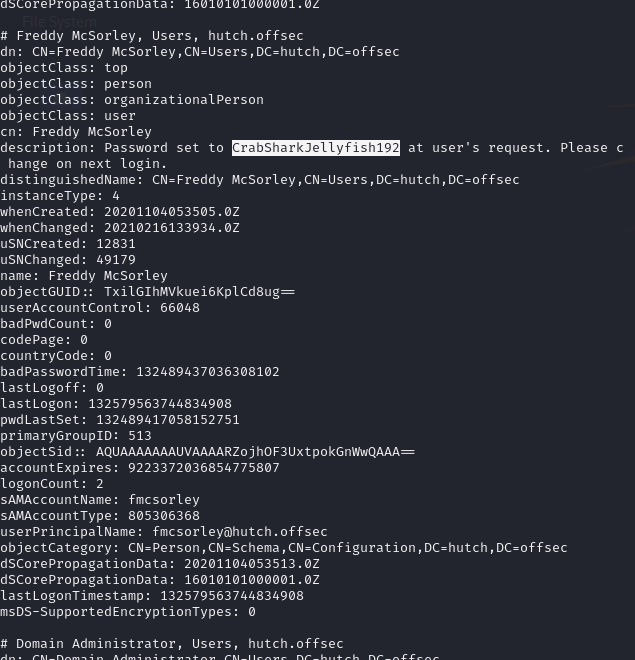 dSCorePropagationData: 16010101000001.0Z
File System
# Freddy McSorley, Users, hutch.offsec
dn: CN=Freddy McSorley,CN=Users,DC=hutch,DC=offsec
objectClass: top
objectClass: person
objectClass: organizationalPerson
objectClass: user
cn: Freddy McSorley
description: Password set to CrabSharkJellyfish192 at user's request. Please c
hange on next login.
distinguishedName: CN=Freddy McSorley,CN=Users,DC=hutch,DC=offsec
instanceType: 4
whenCreated: 20201104053505.0Z
whenChanged: 20210216133934.0Z
uSNCreated: 12831
uSNChanged: 49179
name: Freddy McSorley
objectGUID:: TxilGIhMVkuei6KplCd8ug==
userAccountControl: 66048
badPwdCount: 0
codePage: 0
countryCode: 0
badPasswordTime: 132489437036308102
lastLogoff: 0
lastLogon: 132579563744834908
pwdLastSet: 132489417058152751
primaryGroupID: 513
objectSid:: AQUAAAAAAAUVAAAARZojhOF3UxtpokGnWwQAAA==
accountExpires: 9223372036854775807
logonCount: 2
sAMAccountName: fmcsorley
sAMAccountType: 805306368
userPrincipalName: fmcsorley@hutch.offsec
objectCategory: CN=Person,CN=Schema,CN=Configuration,DC=hutch,DC=offsec
dSCorePropagationData: 20201104053513.0Z
dSCorePropagationData: 16010101000001.0Z
lastLogonTimestamp: 132579563744834908
msDS-SupportedEncryptionTypes: 0
# Domain Administrator, Users, hutch.offsec
dn: CN=Domain Administrator,CN=Users,DC=hutch,DC=offsec